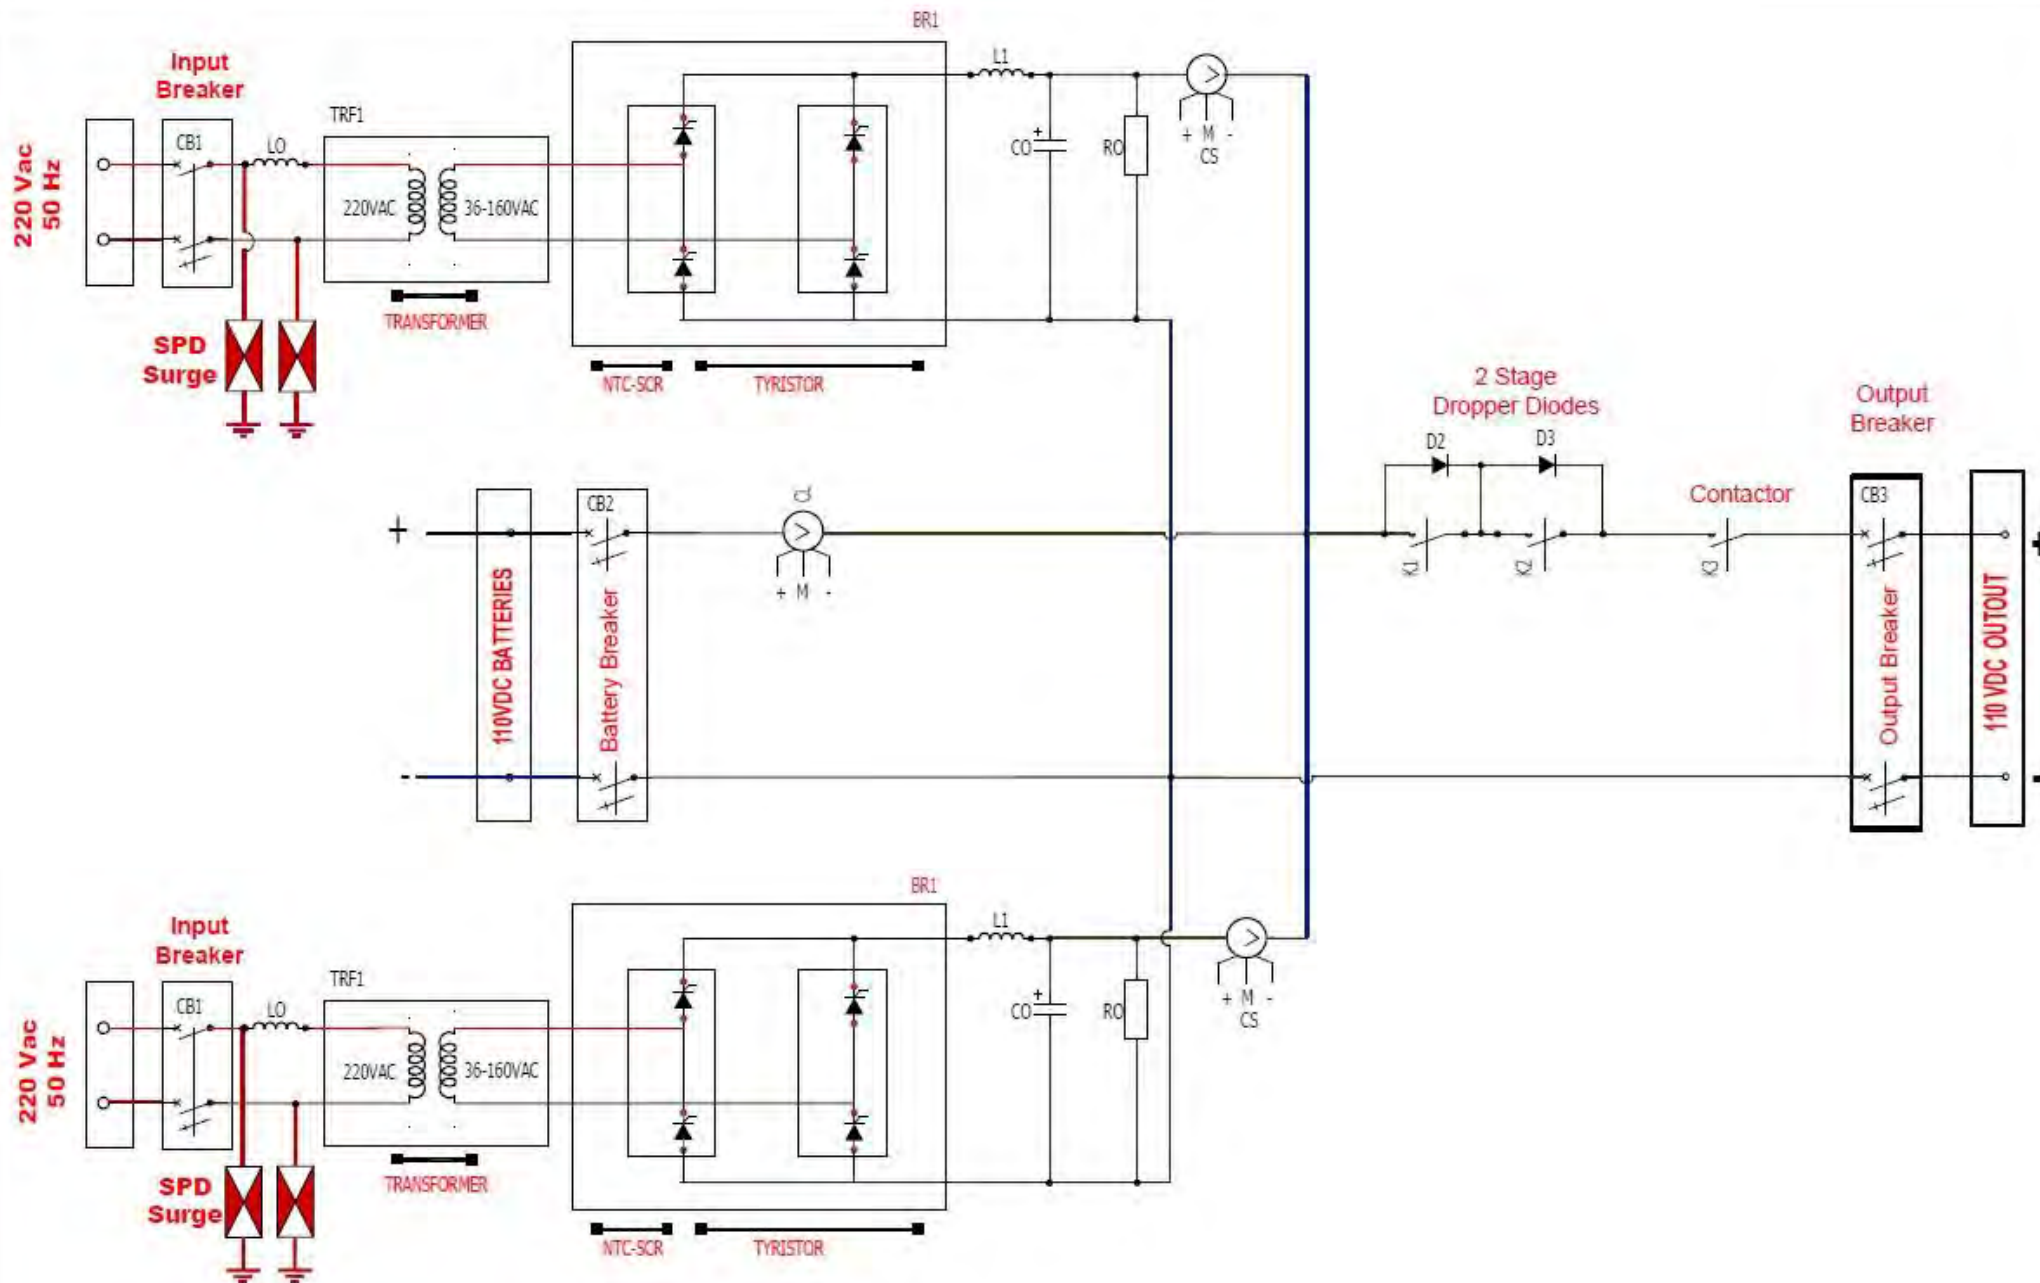 BR1
Input
Breaker
L1
CB1
LO
TRF1
220 Vac
50 Hz
220VAC
36-160VAC
+
CO
RO
+ M -
CS
TRANSFORMER
SPD
Surge
NTC-SCR
TYRISTOR
2 Stage
Dropper Diodes
Output
Breaker
D2
D3
Contactor
CB2
CL
CB3
+
+ M -
K1
K2
K3
+
110VDC BATTERIES
Battery Breaker
Output Breaker
110 VDC OUTOUT
-
-
BR1
Input
Breaker
L1
CB1
LO
TRF1
220 Vac
50 Hz
220VAC
36-160VAC
+
CO
RO
+ M -
CS
TRANSFORMER
SPD
Surge
NTC-SCR
TYRISTOR